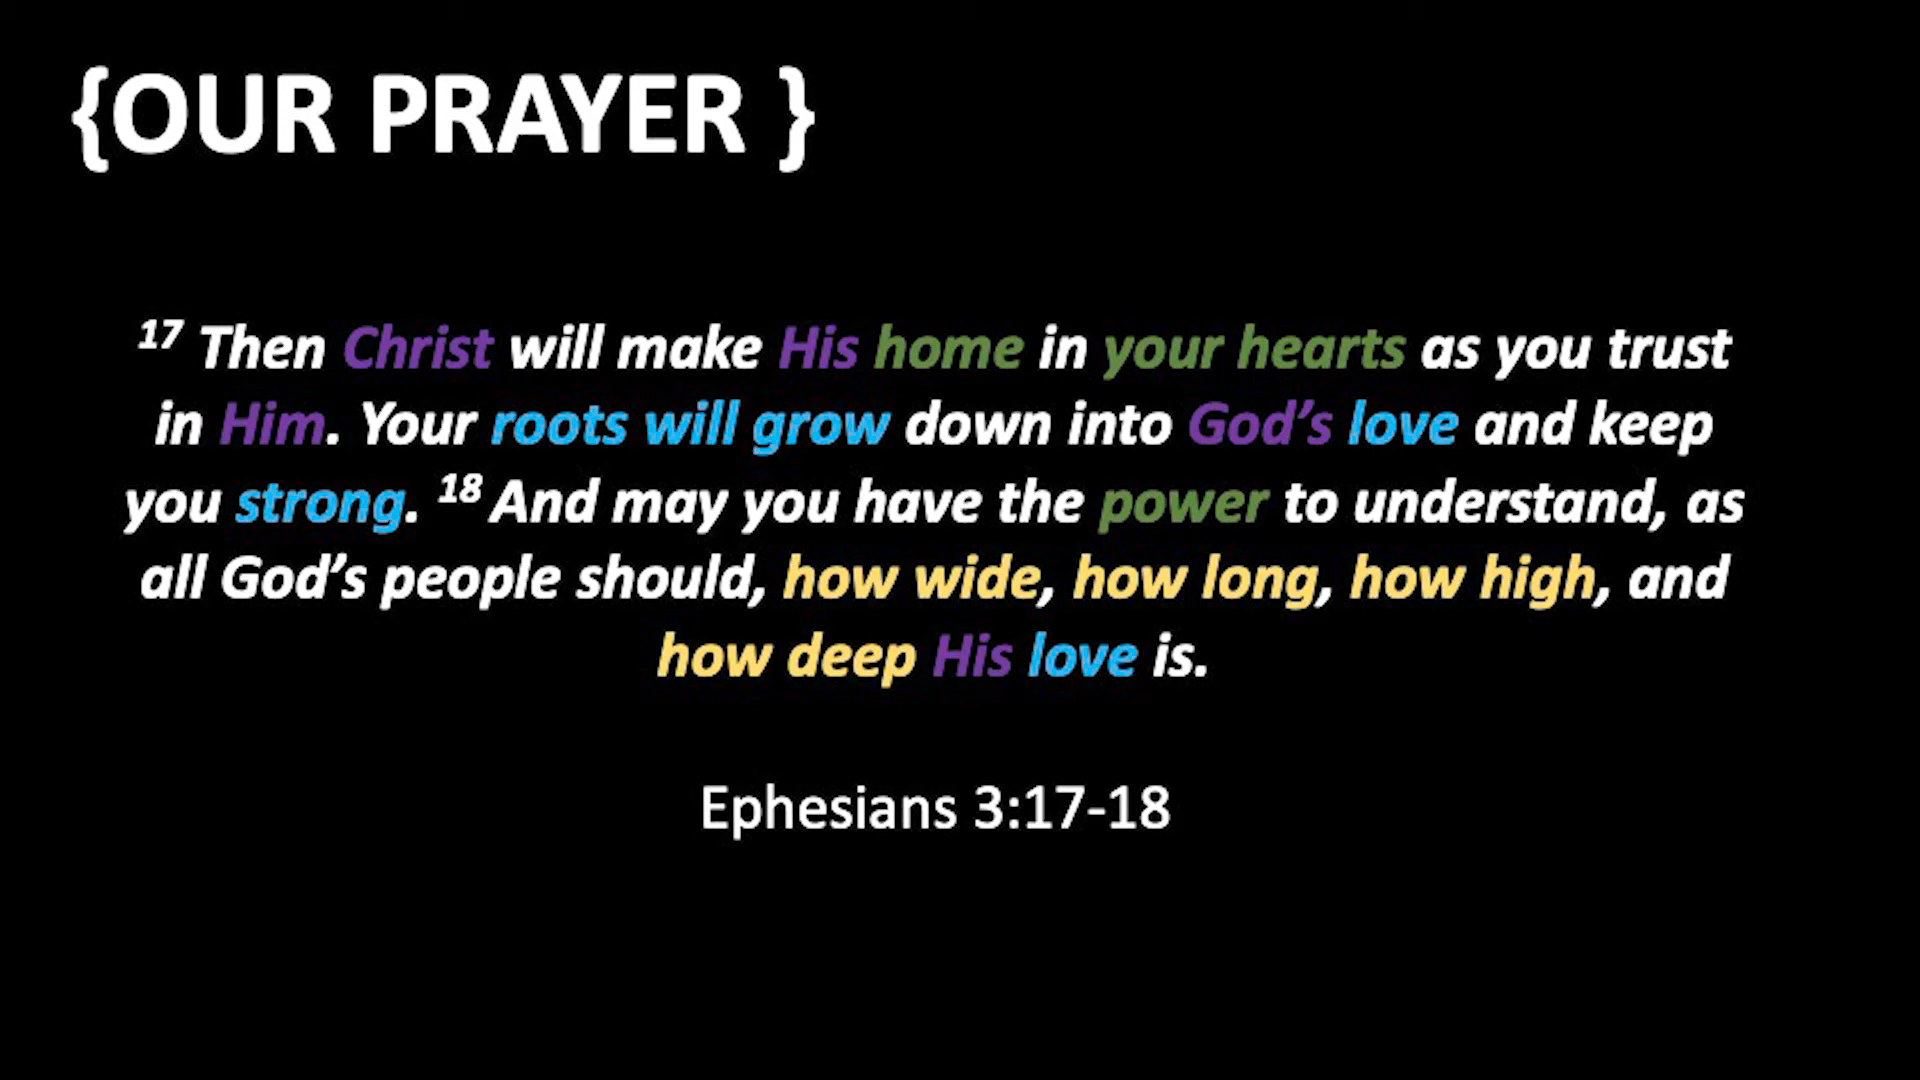 {OUR PRAYER }
17 Then Christ will make His home in your hearts as you trust
in Him. Your roots will grow down into God’s love and keep
you strong. 18 And may you have the power to understand, as
all God’s people should, how wide, how long, how high, and
how deep His love is.
Ephesians 3:17-18